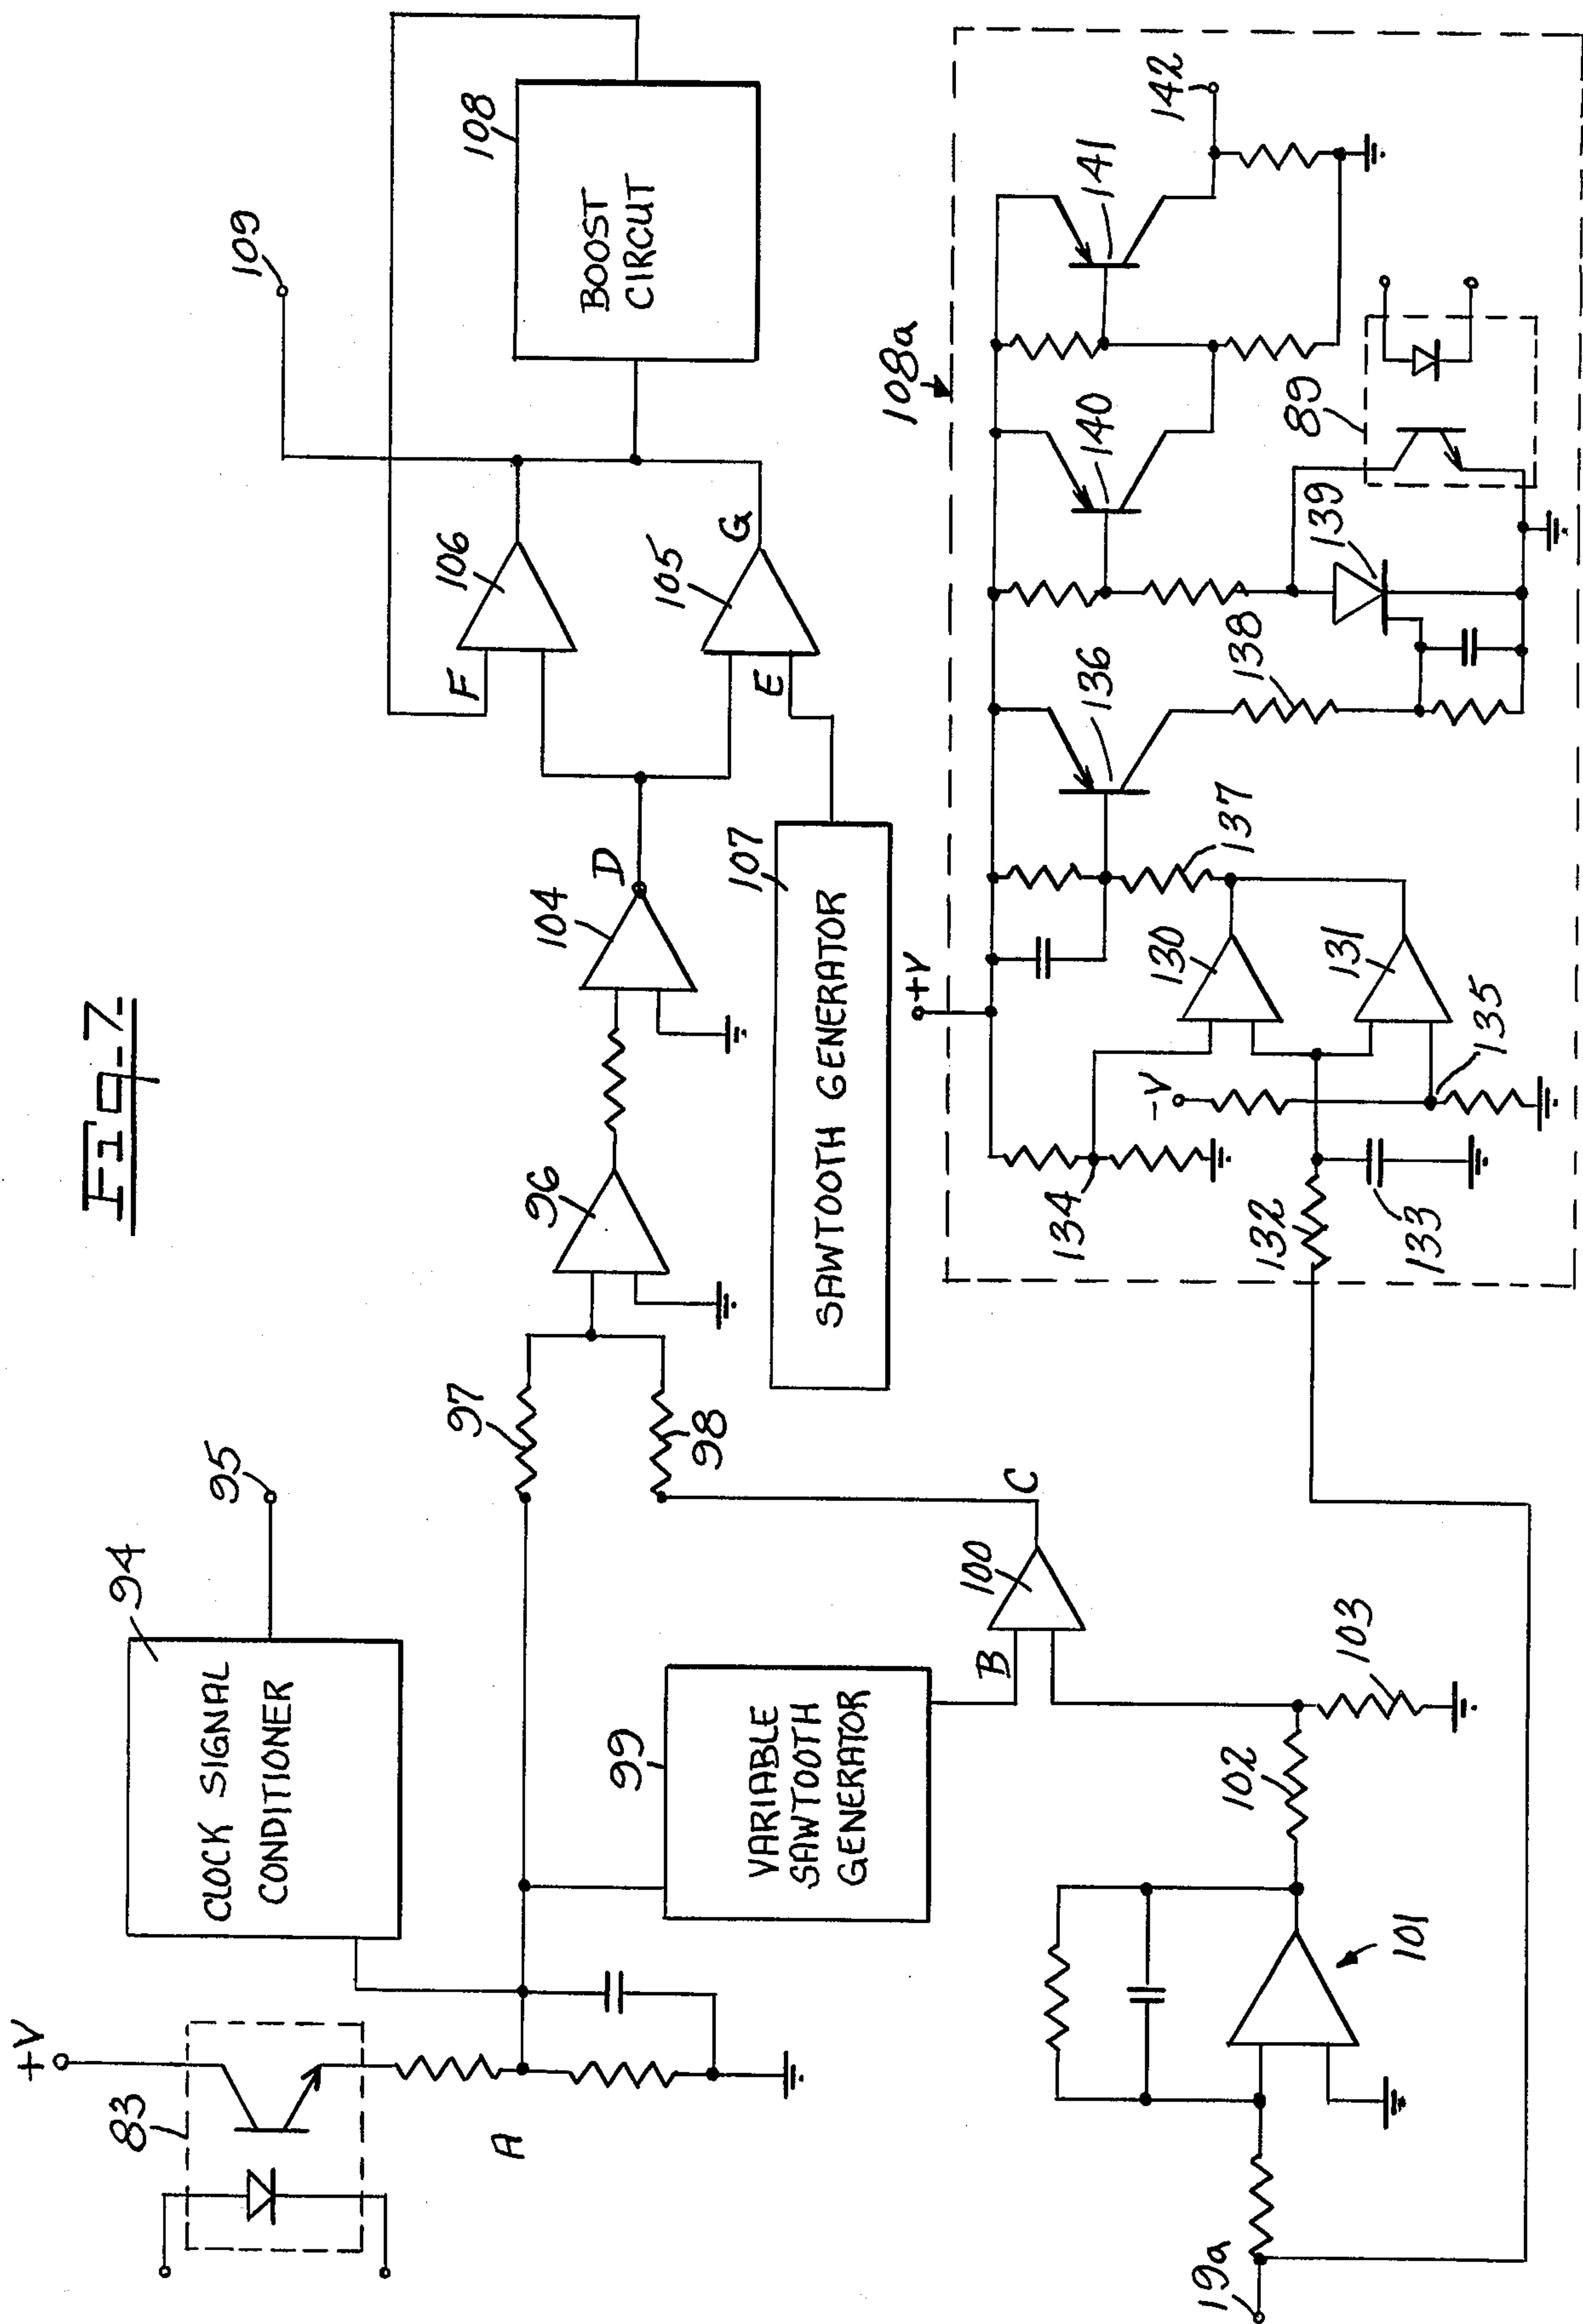 Fig-7
83
+V
A
CLOCK SIGNAL
CONDITIONER
94
95
97
98
96
99
VARIABLE
SAWTOOTH
GENERATOR
B
100
C
101
102
103
19a
104
D
107
SAWTOOTH GENERATOR
F
106
105
E
G
109
108
BOOST
CIRCUT
108a
+V
134
132
133
-V
135
130
131
137
136
138
139
140
89
141
142